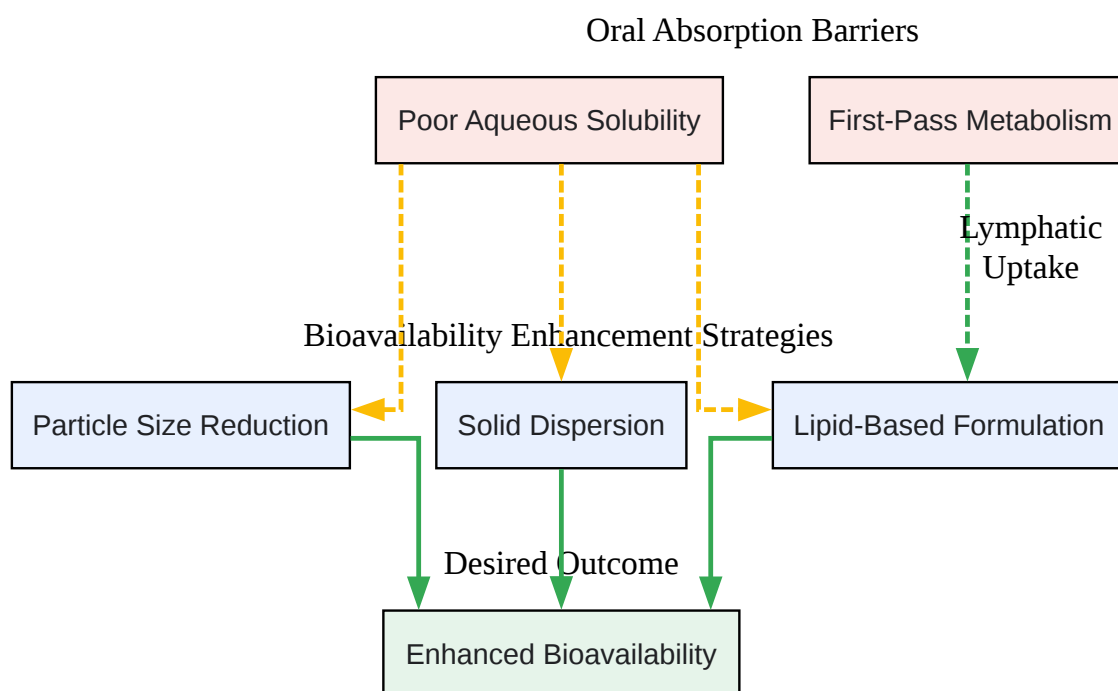 Oral Absorption Barriers
Poor Aqueous Solubility
First-Pass Metabolism
Lymphatic
Uptake
Bioavailability Enhancement Strategies
Particle Size Reduction
Solid Dispersion
Lipid-Based Formulation
Desired Outcome
Enhanced Bioavailability